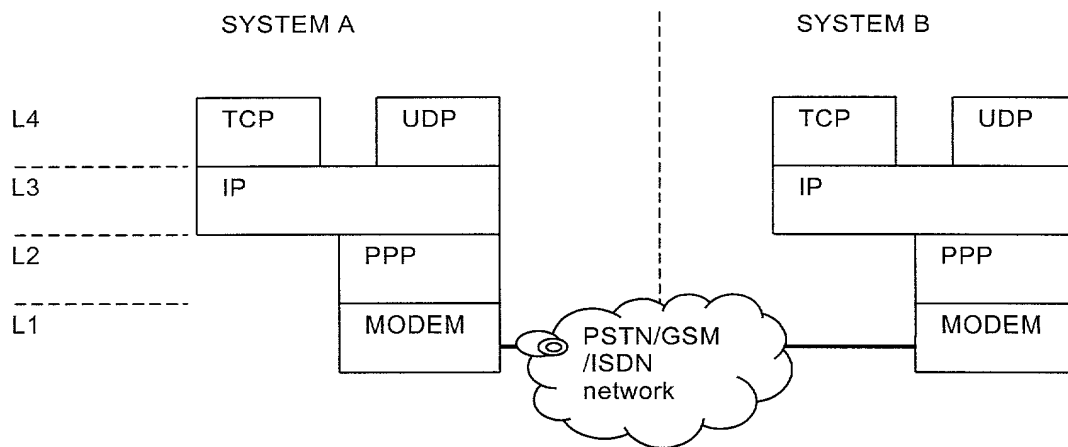 SYSTEM A
SYSTEM B
L4
TCP
UDP
TCP
UDP
L3
IP
IP
L2
PPP
PPP
L1
MODEM
PSTN/GSM
/ISDN
network
MODEM